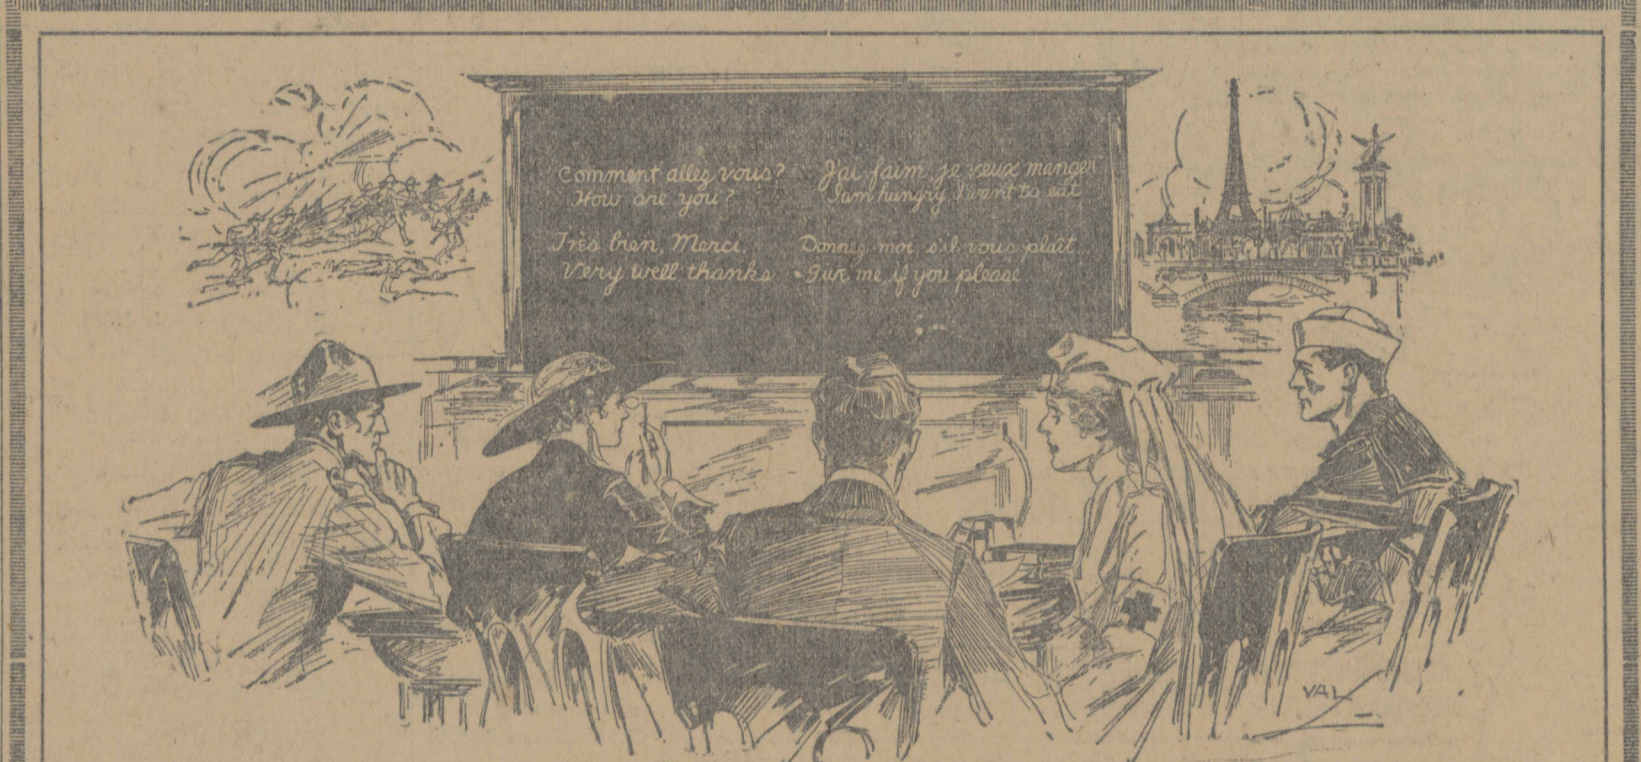 Comment allez vous?
How are you?
Très bien, Merci.
Very well thanks
J'ai faim, je veux manger
I am hungry I want to eat
Donnez-moi, s'il vous plaît
Give me, if you please
VAL